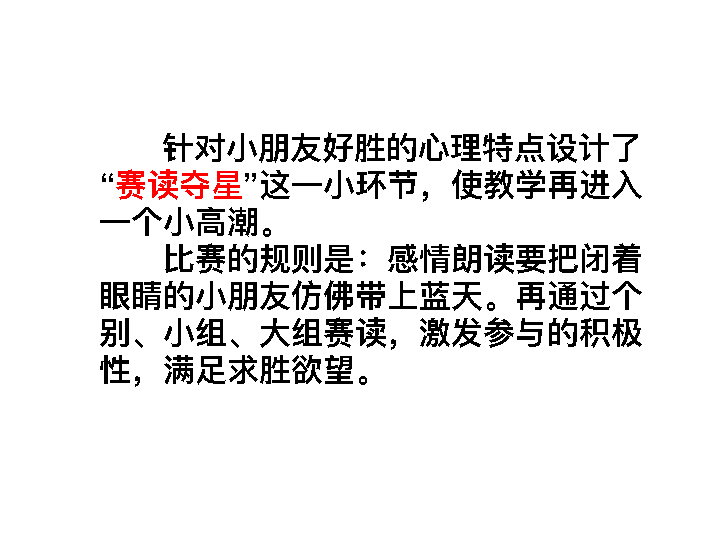 针对小朋友好胜的心理特点设计了
“赛读夺星”这一小环节，使教学再进入
一个小高潮。
比赛的规则是：感情朗读要把闭着
眼睛的小朋友仿佛带上蓝天。再通过个
别、小组、大组赛读，激发参与的积极
性，满足求胜欲望。